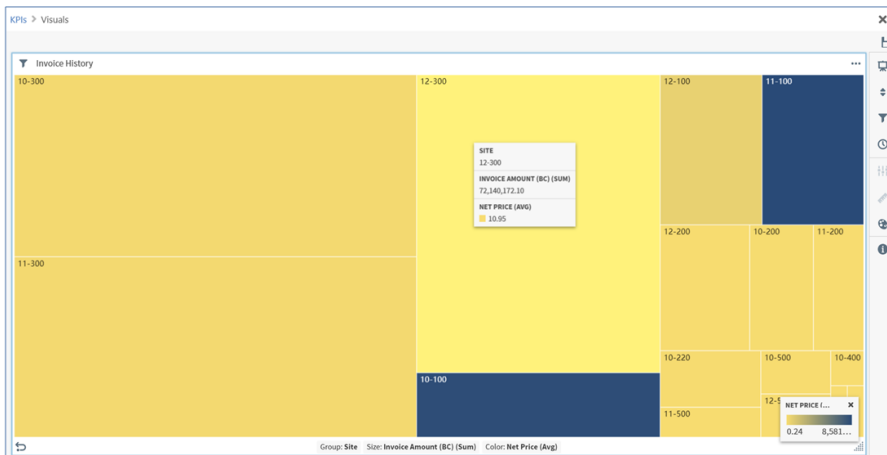 KPIs > Visuals
Invoice History
10-300
12-300
12-100
11-100
SITE
12-300
INVOICE AMOUNT (BC) (SUM)
72,140,172.10
NET PRICE (AVG)
10.95
12-200
10-200
11-200
11-300
10-220
10-500
10-400
10-100
11-500
NET PRICE (...
0.24 8,581...
Group: Site Size: Invoice Amount (BC) (Sum) Color: Net Price (Avg)